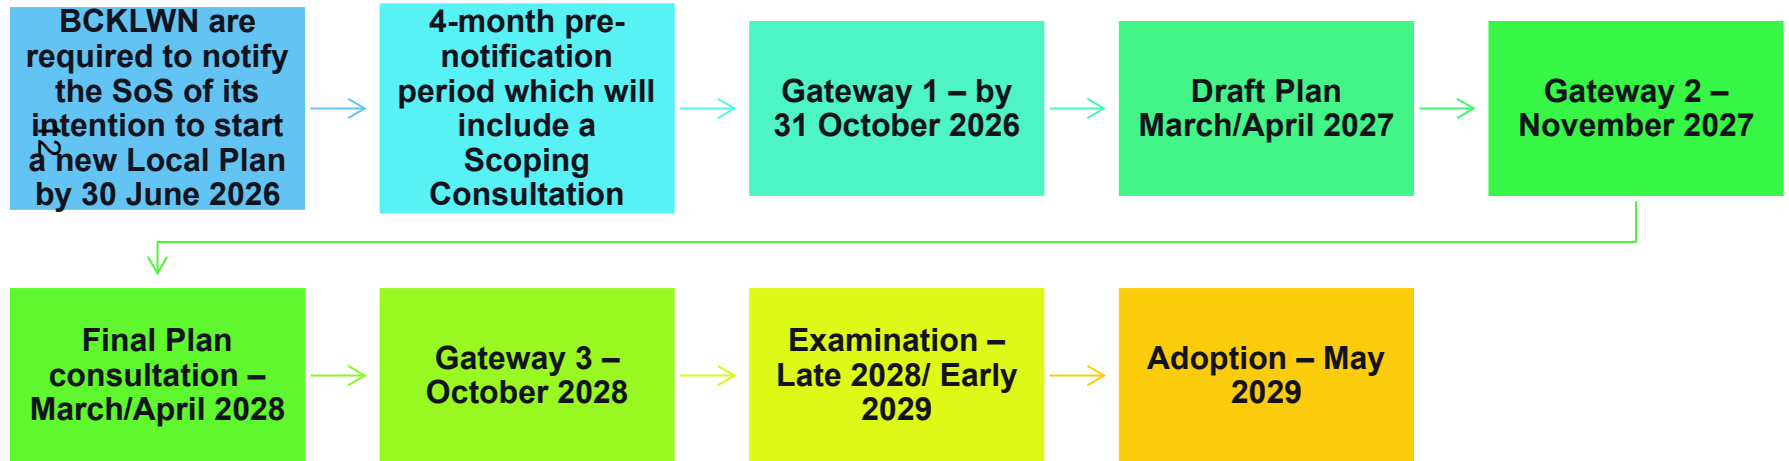 BCKLWN are
required to notify
the SoS of its
intention to start
a new Local Plan
by 30 June 2026
12
4-month pre-
notification
period which will
include a
Scoping
Consultation
Gateway 1 – by
31 October 2026
Draft Plan
March/April 2027
Gateway 2 –
November 2027
Final Plan
consultation –
March/April 2028
Gateway 3 –
October 2028
Examination –
Late 2028/ Early
2029
Adoption – May
2029